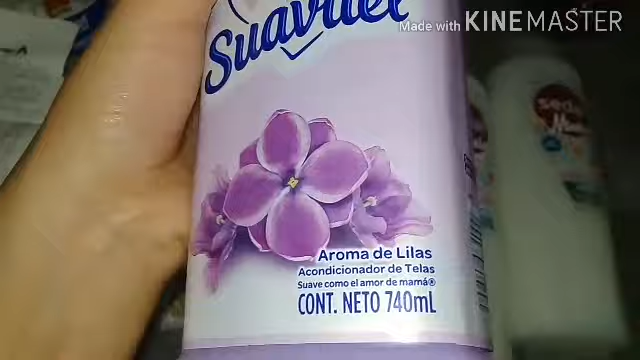 Made with KINEMASTER
Suavitel
Aroma de Lilas
Acondicionador de Telas
Suave como el amor de mamá®
CONT. NETO 740mL